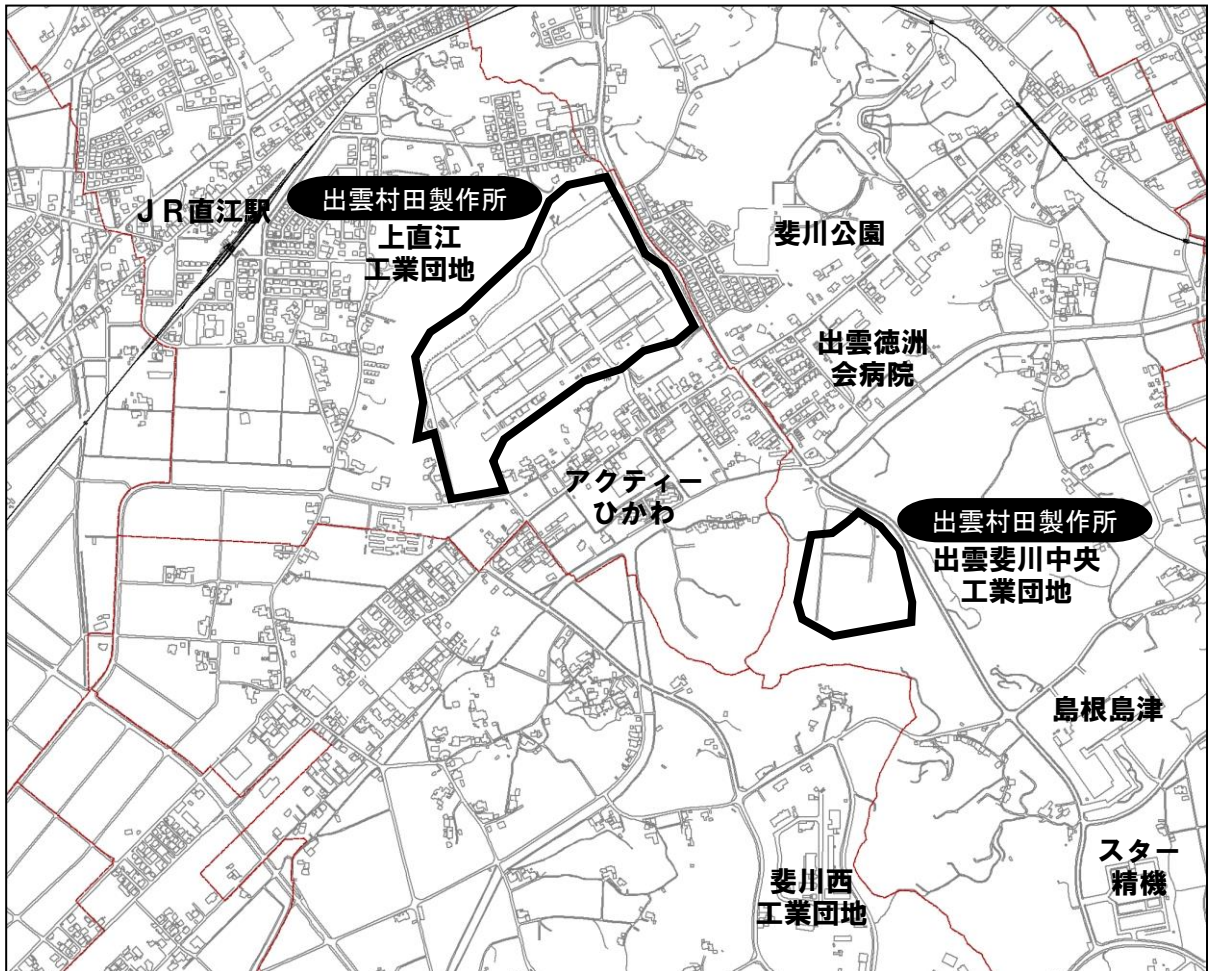 出雲村田製作所
JR直江駅
上直江
工業団地
斐川公園
出雲徳洲
会病院
アクティー
ひかわ
出雲村田製作所
出雲斐川中央
工業団地
島根島津
スター
精機
斐川西
工業団地